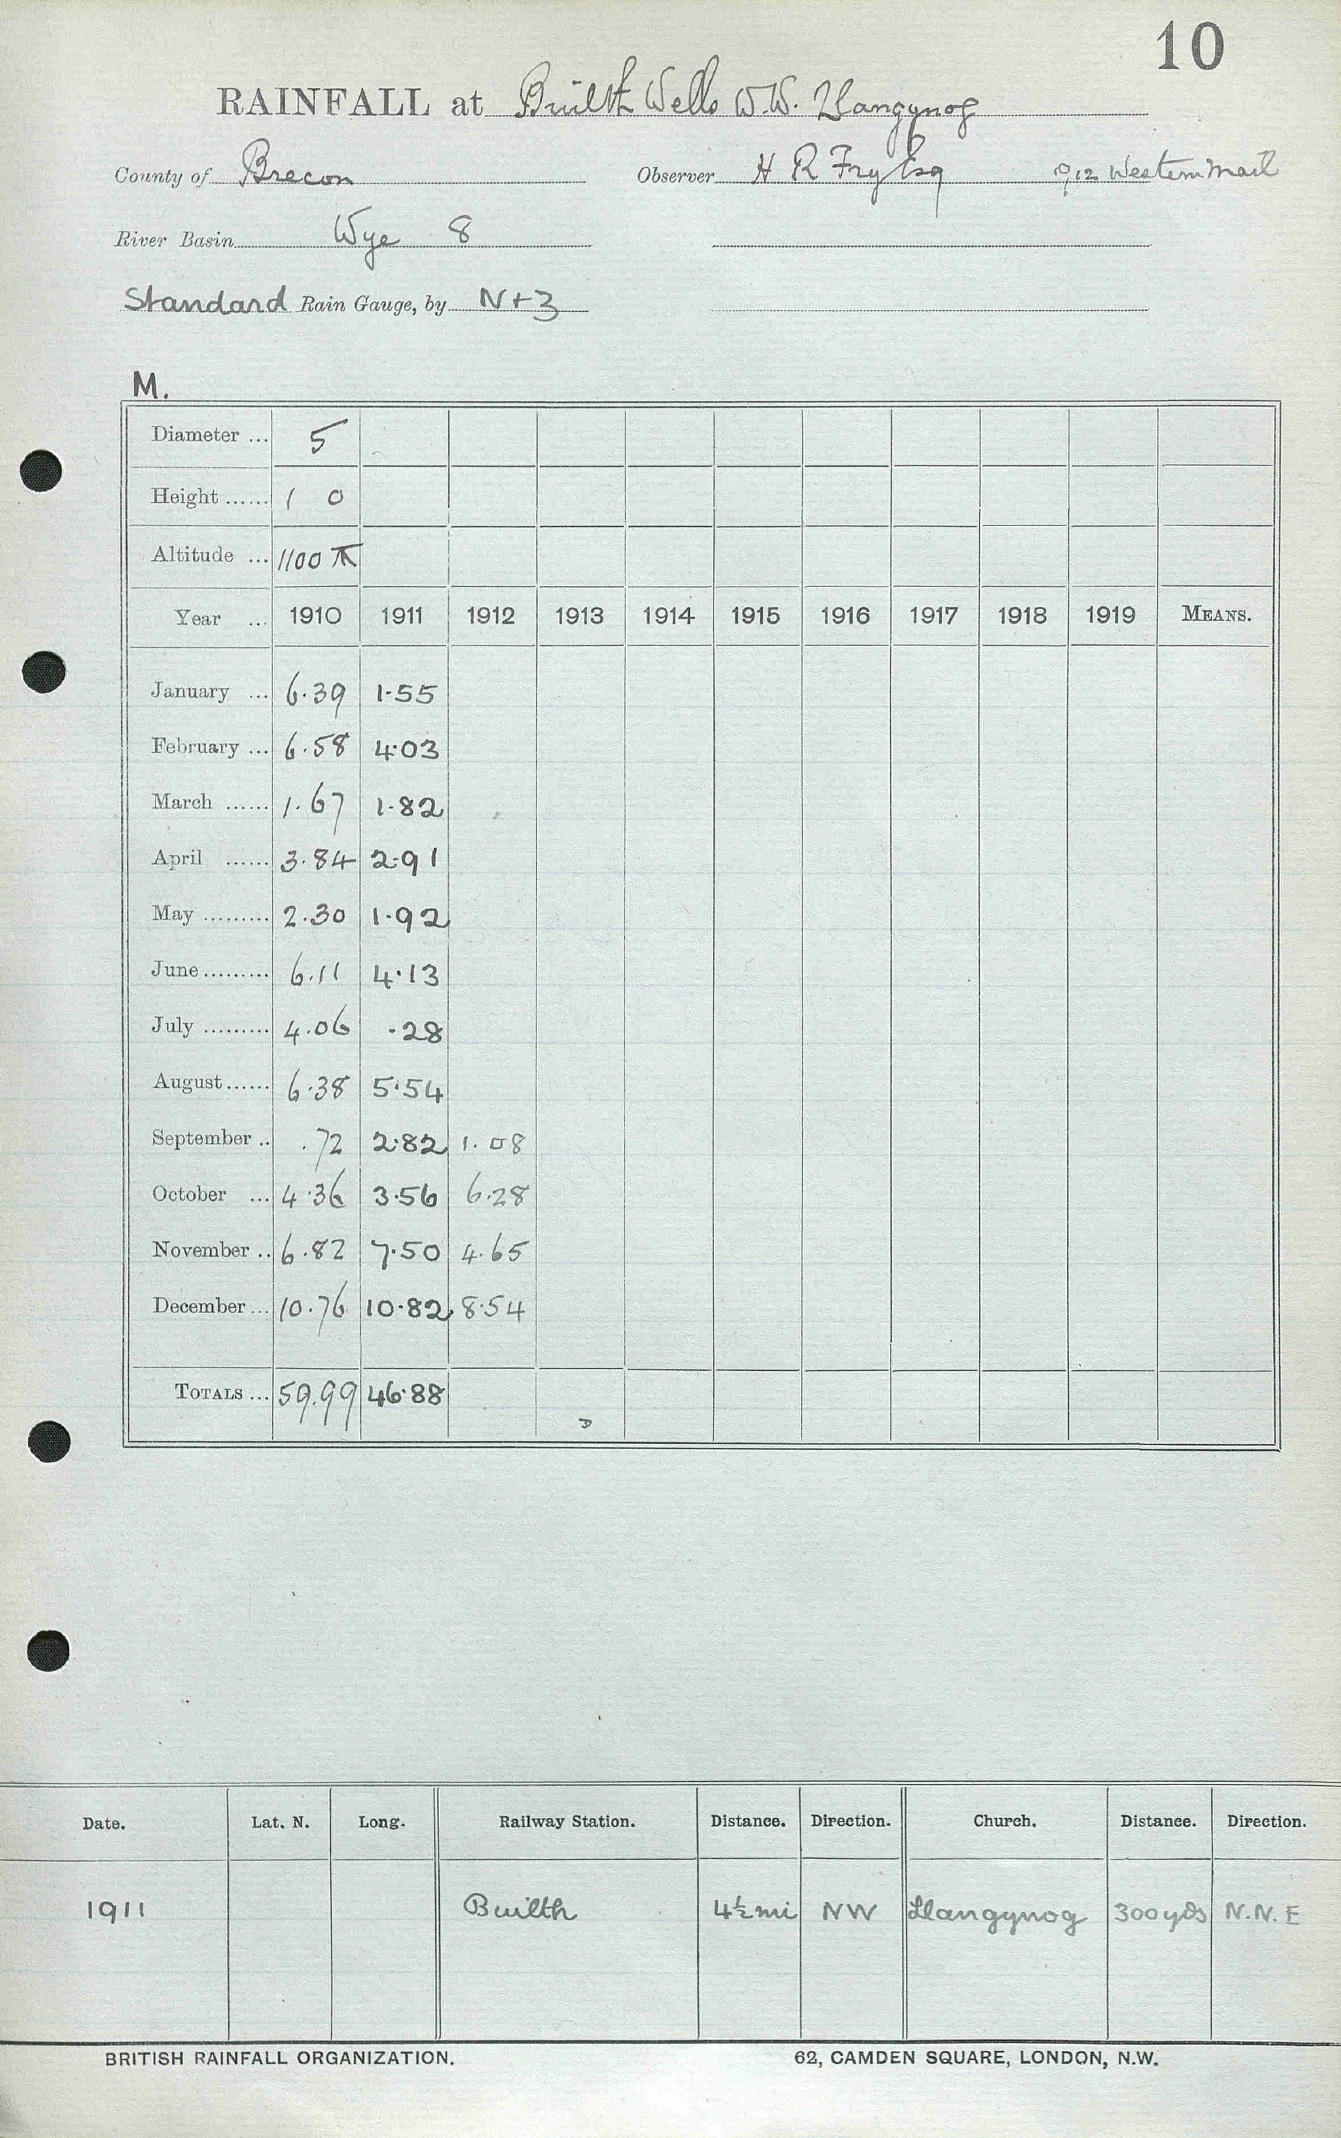 10
RAINFALL at Builth Wells W.W. Llangynog
County of Brecon Observer H R Fry Esq 1912 Western Mail
River Basin Wye 8
Standard Rain Gauge, by N+Z
M.
Diameter ... 5
Height ...... 1 0
Altitude ... 1100
Year ... 1910 1911 1912 1913 1914 1915 1916 1917 1918 1919 MEANS.
January ... 6.39 1.55
February ... 6.58 4.03
March ...... 1.67 1.82
April ...... 3.84 2.91
May ......... 2.30 1.92
June ......... 6.11 4.13
July ......... 4.06 .28
August ...... 6.38 5.54
September .. .72 2.82 1.08
October ... 4.36 3.56 6.28
November .. 6.82 7.50 4.65
December ... 10.76 10.82 8.54
TOTALS ... 59.99 46.88
Date. Lat. N. Long. Railway Station. Distance. Direction. Church. Distance. Direction.
1911 Builth 4½ mi NW Llangynog 300 yds N.N.E
BRITISH RAINFALL ORGANIZATION. 62, CAMDEN SQUARE, LONDON, N.W.